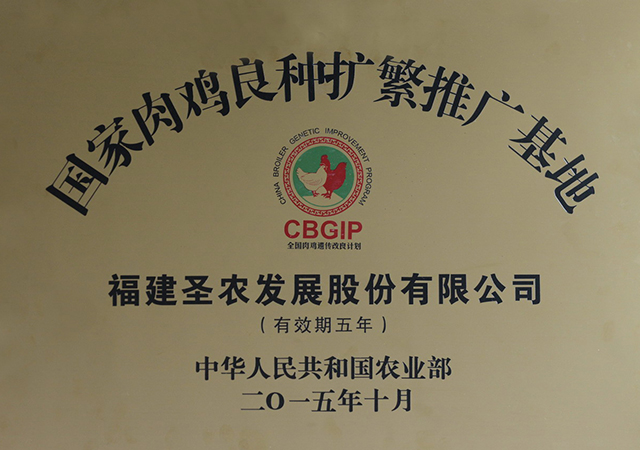 国家肉鸡良种扩繁推广基地
CHINA BROILER GENETIC IMPROVEMENT PROGRAM
CBGIP
全国肉鸡遗传改良计划
福建圣农发展股份有限公司
（有效期五年）
中华人民共和国农业部
二〇一五年十月